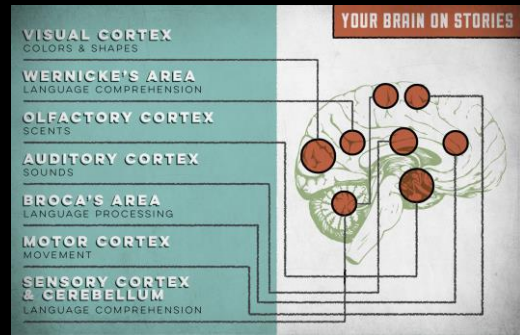 YOUR BRAIN ON STORIES
VISUAL CORTEX
COLORS & SHAPES
WERNICKE'S AREA
LANGUAGE COMPREHENSION
OLFACTORY CORTEX
SCENTS
AUDITORY CORTEX
SOUNDS
BROCA'S AREA
LANGUAGE PROCESSING
MOTOR CORTEX
MOVEMENT
SENSORY CORTEX
& CEREBELLUM
LANGUAGE COMPREHENSION